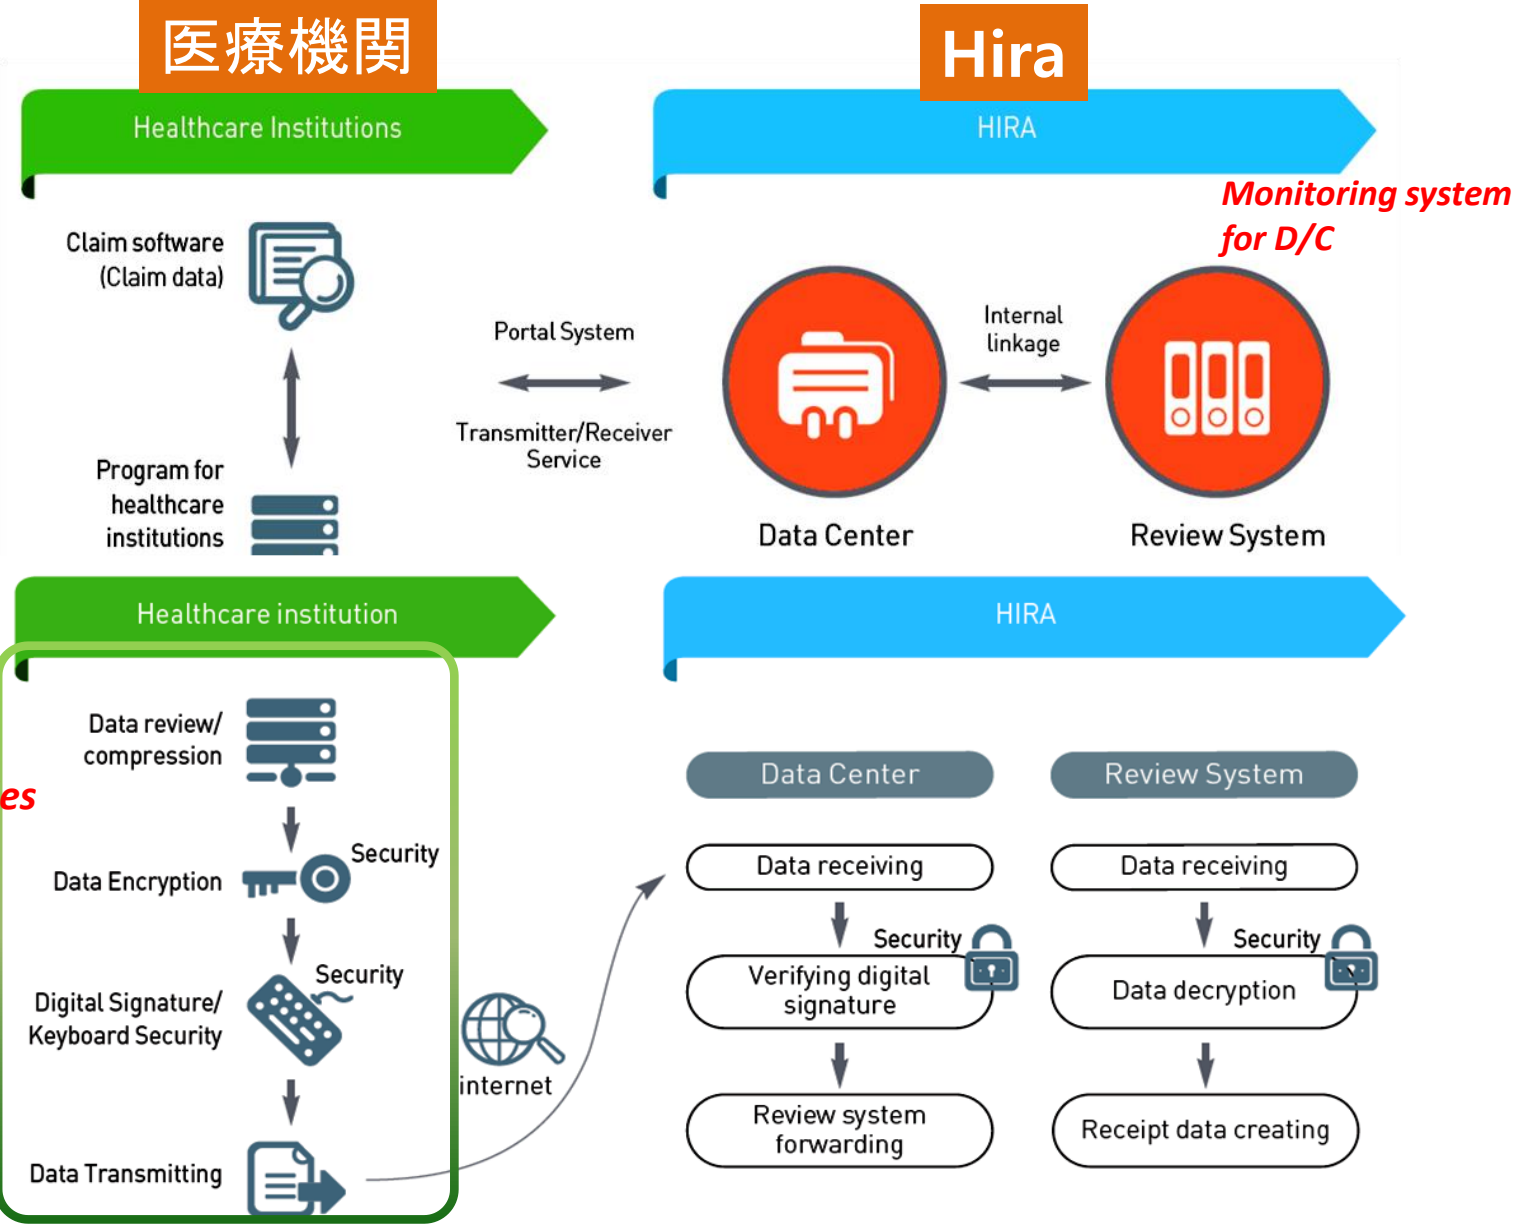 医療機関
Hira
Healthcare Institutions
HIRA
Monitoring system
for D/C
Claim software
(Claim data)
Program for
healthcare
institutions
Portal System
Transmitter/Receiver
Service
Internal
linkage
Data Center
Review System
Healthcare institution
HIRA
Data review/
compression
es
Data Encryption
Security
Digital Signature/
Keyboard Security
Security
Data Transmitting
internet
Data Center
Data receiving
Security
Verifying digital
signature
Review system
forwarding
Review System
Data receiving
Security
Data decryption
Receipt data creating